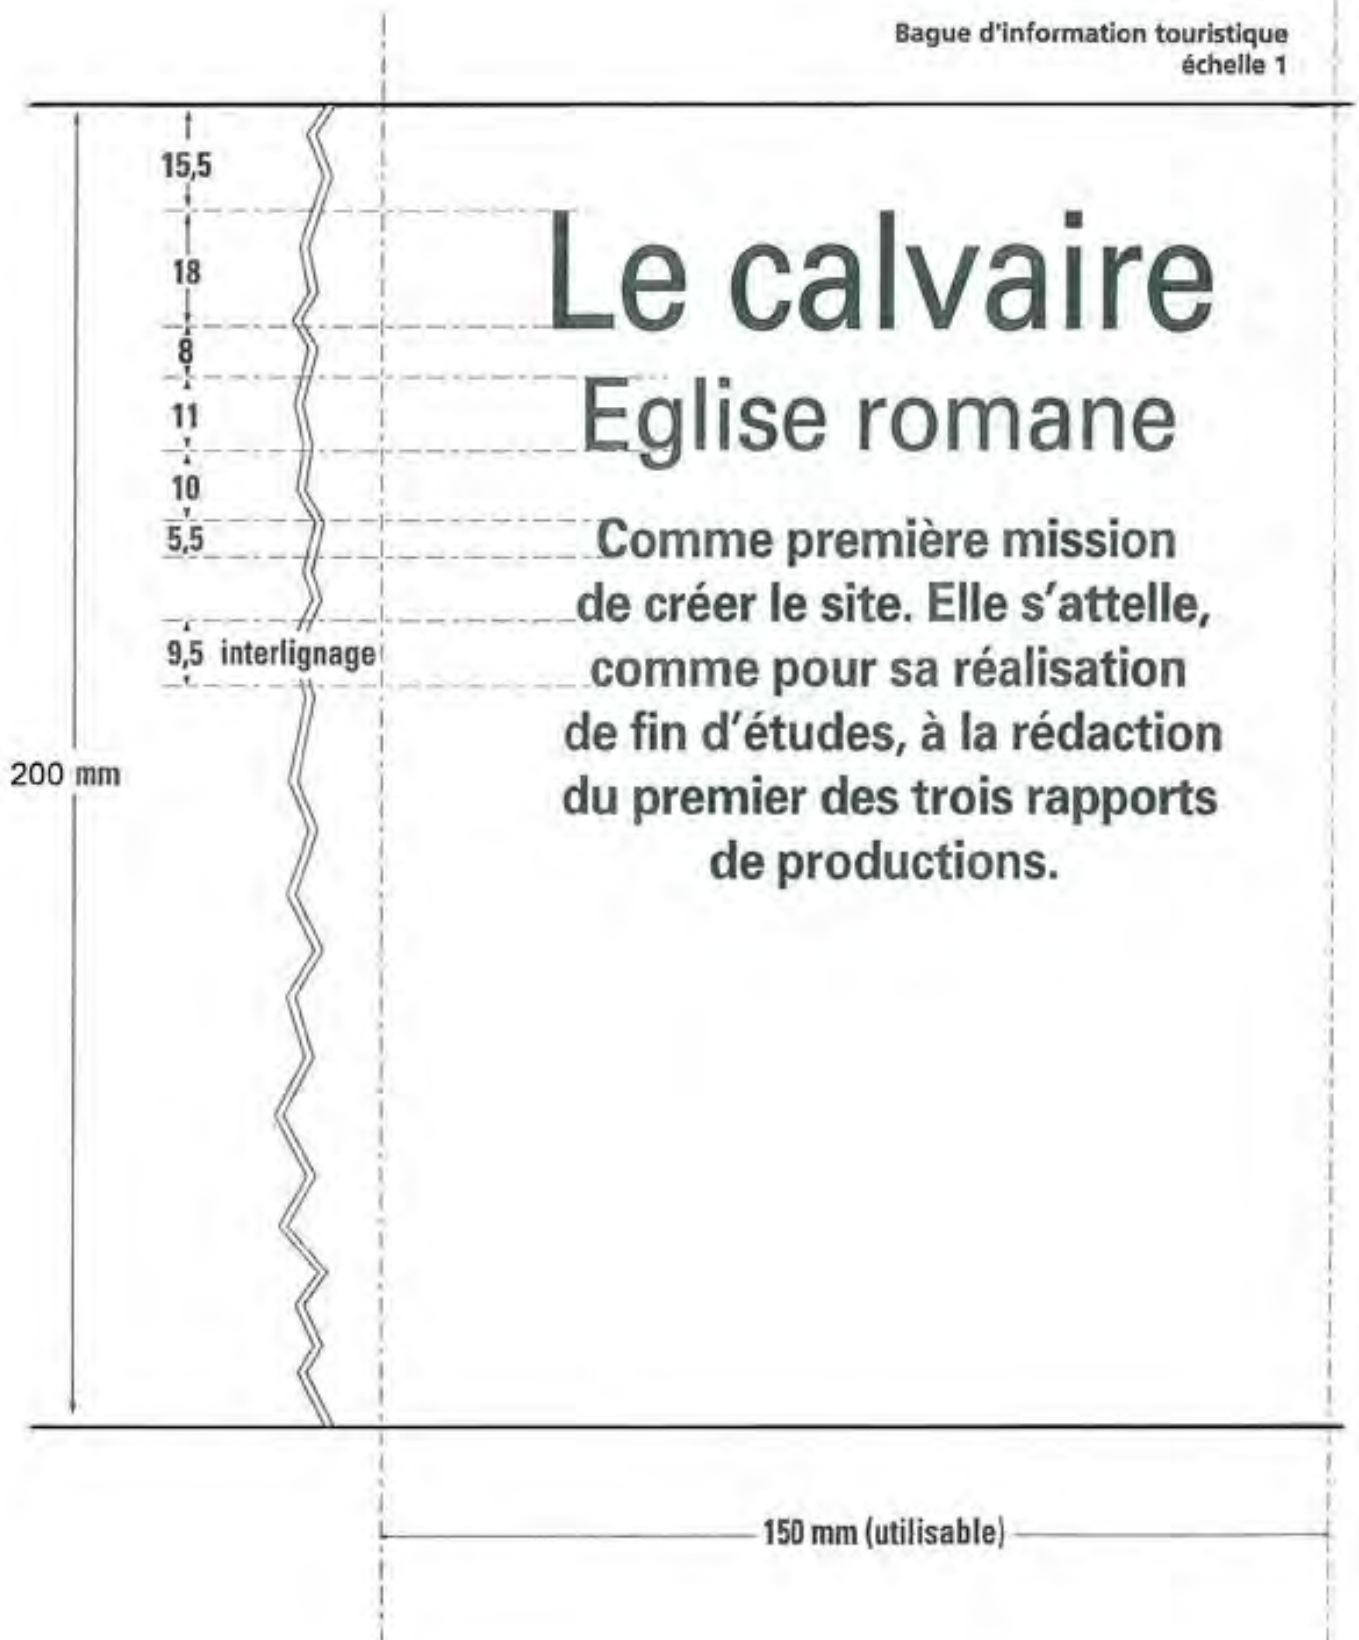 Bague d'information touristique
échelle 1
15,5
18
8
11
10
5,5
9,5 interlignage
200 mm
Le calvaire
Eglise romane
Comme première mission
de créer le site. Elle s'attelle,
comme pour sa réalisation
de fin d'études, à la rédaction
du premier des trois rapports
de productions.
150 mm (utilisable)